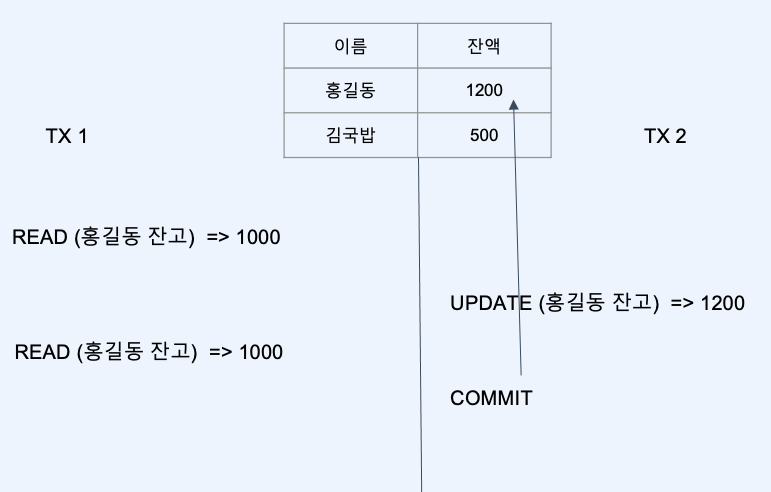 이름 잔액
홍길동 1200
김국밥 500
TX 1
TX 2
READ (홍길동 잔고) => 1000
UPDATE (홍길동 잔고) => 1200
READ (홍길동 잔고) => 1000
COMMIT